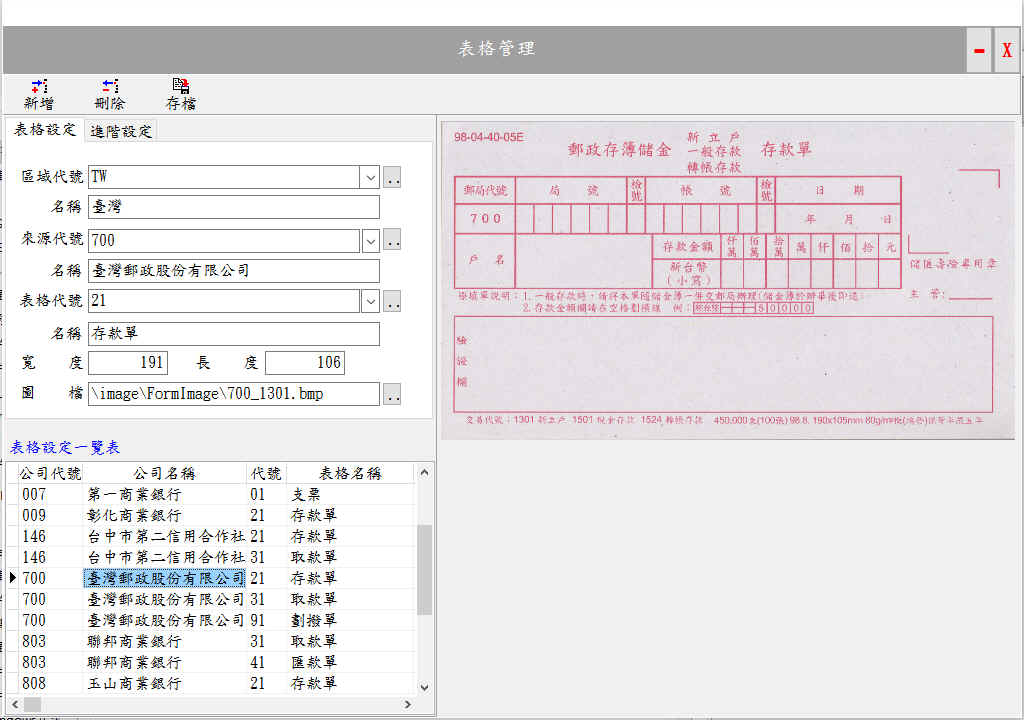 表格管理
X
新增 刪除 存檔
表格設定 進階設定
區域代號 TW ..
名稱 臺灣
來源代號 700 ..
名稱 臺灣郵政股份有限公司
表格代號 21 ..
名稱 存款單
寬 度 191 長 度 106
圖 檔 \image\FormImage\700_1301.bmp ..
表格設定一覽表
公司代號 公司名稱 代號 表格名稱
007 第一商業銀行 01 支票
009 彰化商業銀行 21 存款單
146 台中市第二信用合作社 21 存款單
146 台中市第二信用合作社 31 取款單
700 臺灣郵政股份有限公司 21 存款單
700 臺灣郵政股份有限公司 31 取款單
700 臺灣郵政股份有限公司 91 劃撥單
803 聯邦商業銀行 31 取款單
803 聯邦商業銀行 41 匯款單
808 玉山商業銀行 21 存款單
98-04-40-05E
新立戶
郵政存簿儲金 一般存款 存款單
轉帳存款
郵局代號 局 號 檢號 帳 號 檢號 日 期
700 年 月 日
戶 名 存款金額 仟萬 佰萬 拾萬 萬 仟 佰 拾 元
新台幣
(小寫)
儲匯壽險專用章
主 管:
※填單說明:1.一般存款時,請將本單隨儲金簿一併交郵局辦理
2.存款金額欄請在空格劃橫線 例: 50000
驗
證
欄
交易代號:1301 新立戶 1501 現金存款 1524 轉帳存款 450,000束(100張) 98.8. 190x105mm 80g/m²